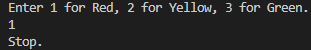 Enter 1 for Red, 2 for Yellow, 3 for Green.
1
Stop.